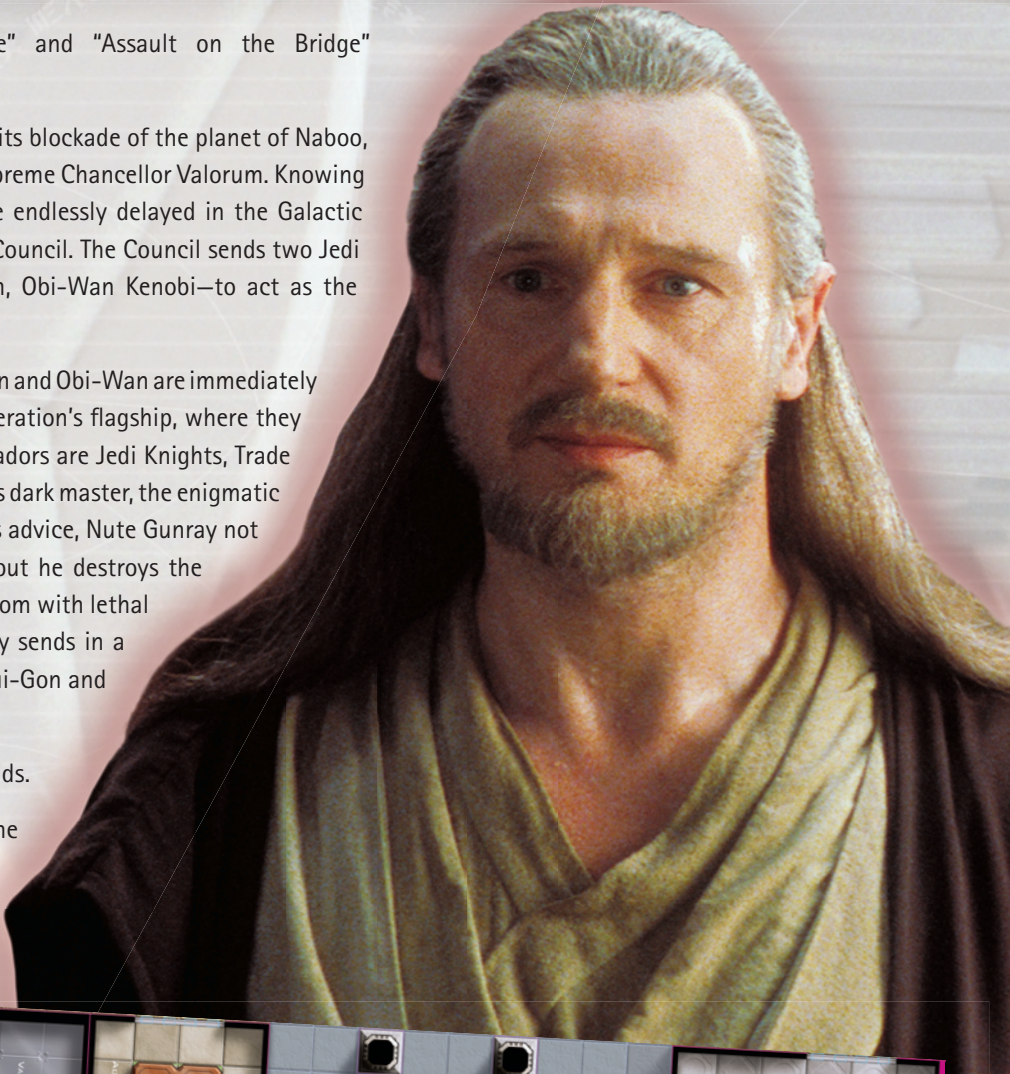 e” and “Assault on the Bridge”
its blockade of the planet of Naboo,
preme Chancellor Valorum. Knowing
e endlessly delayed in the Galactic
Council. The Council sends two Jedi
n, Obi-Wan Kenobi—to act as the
n and Obi-Wan are immediately
eration’s flagship, where they
adors are Jedi Knights, Trade
s dark master, the enigmatic
s advice, Nute Gunray not
but he destroys the
om with lethal
y sends in a
ui-Gon and
ds.
ne